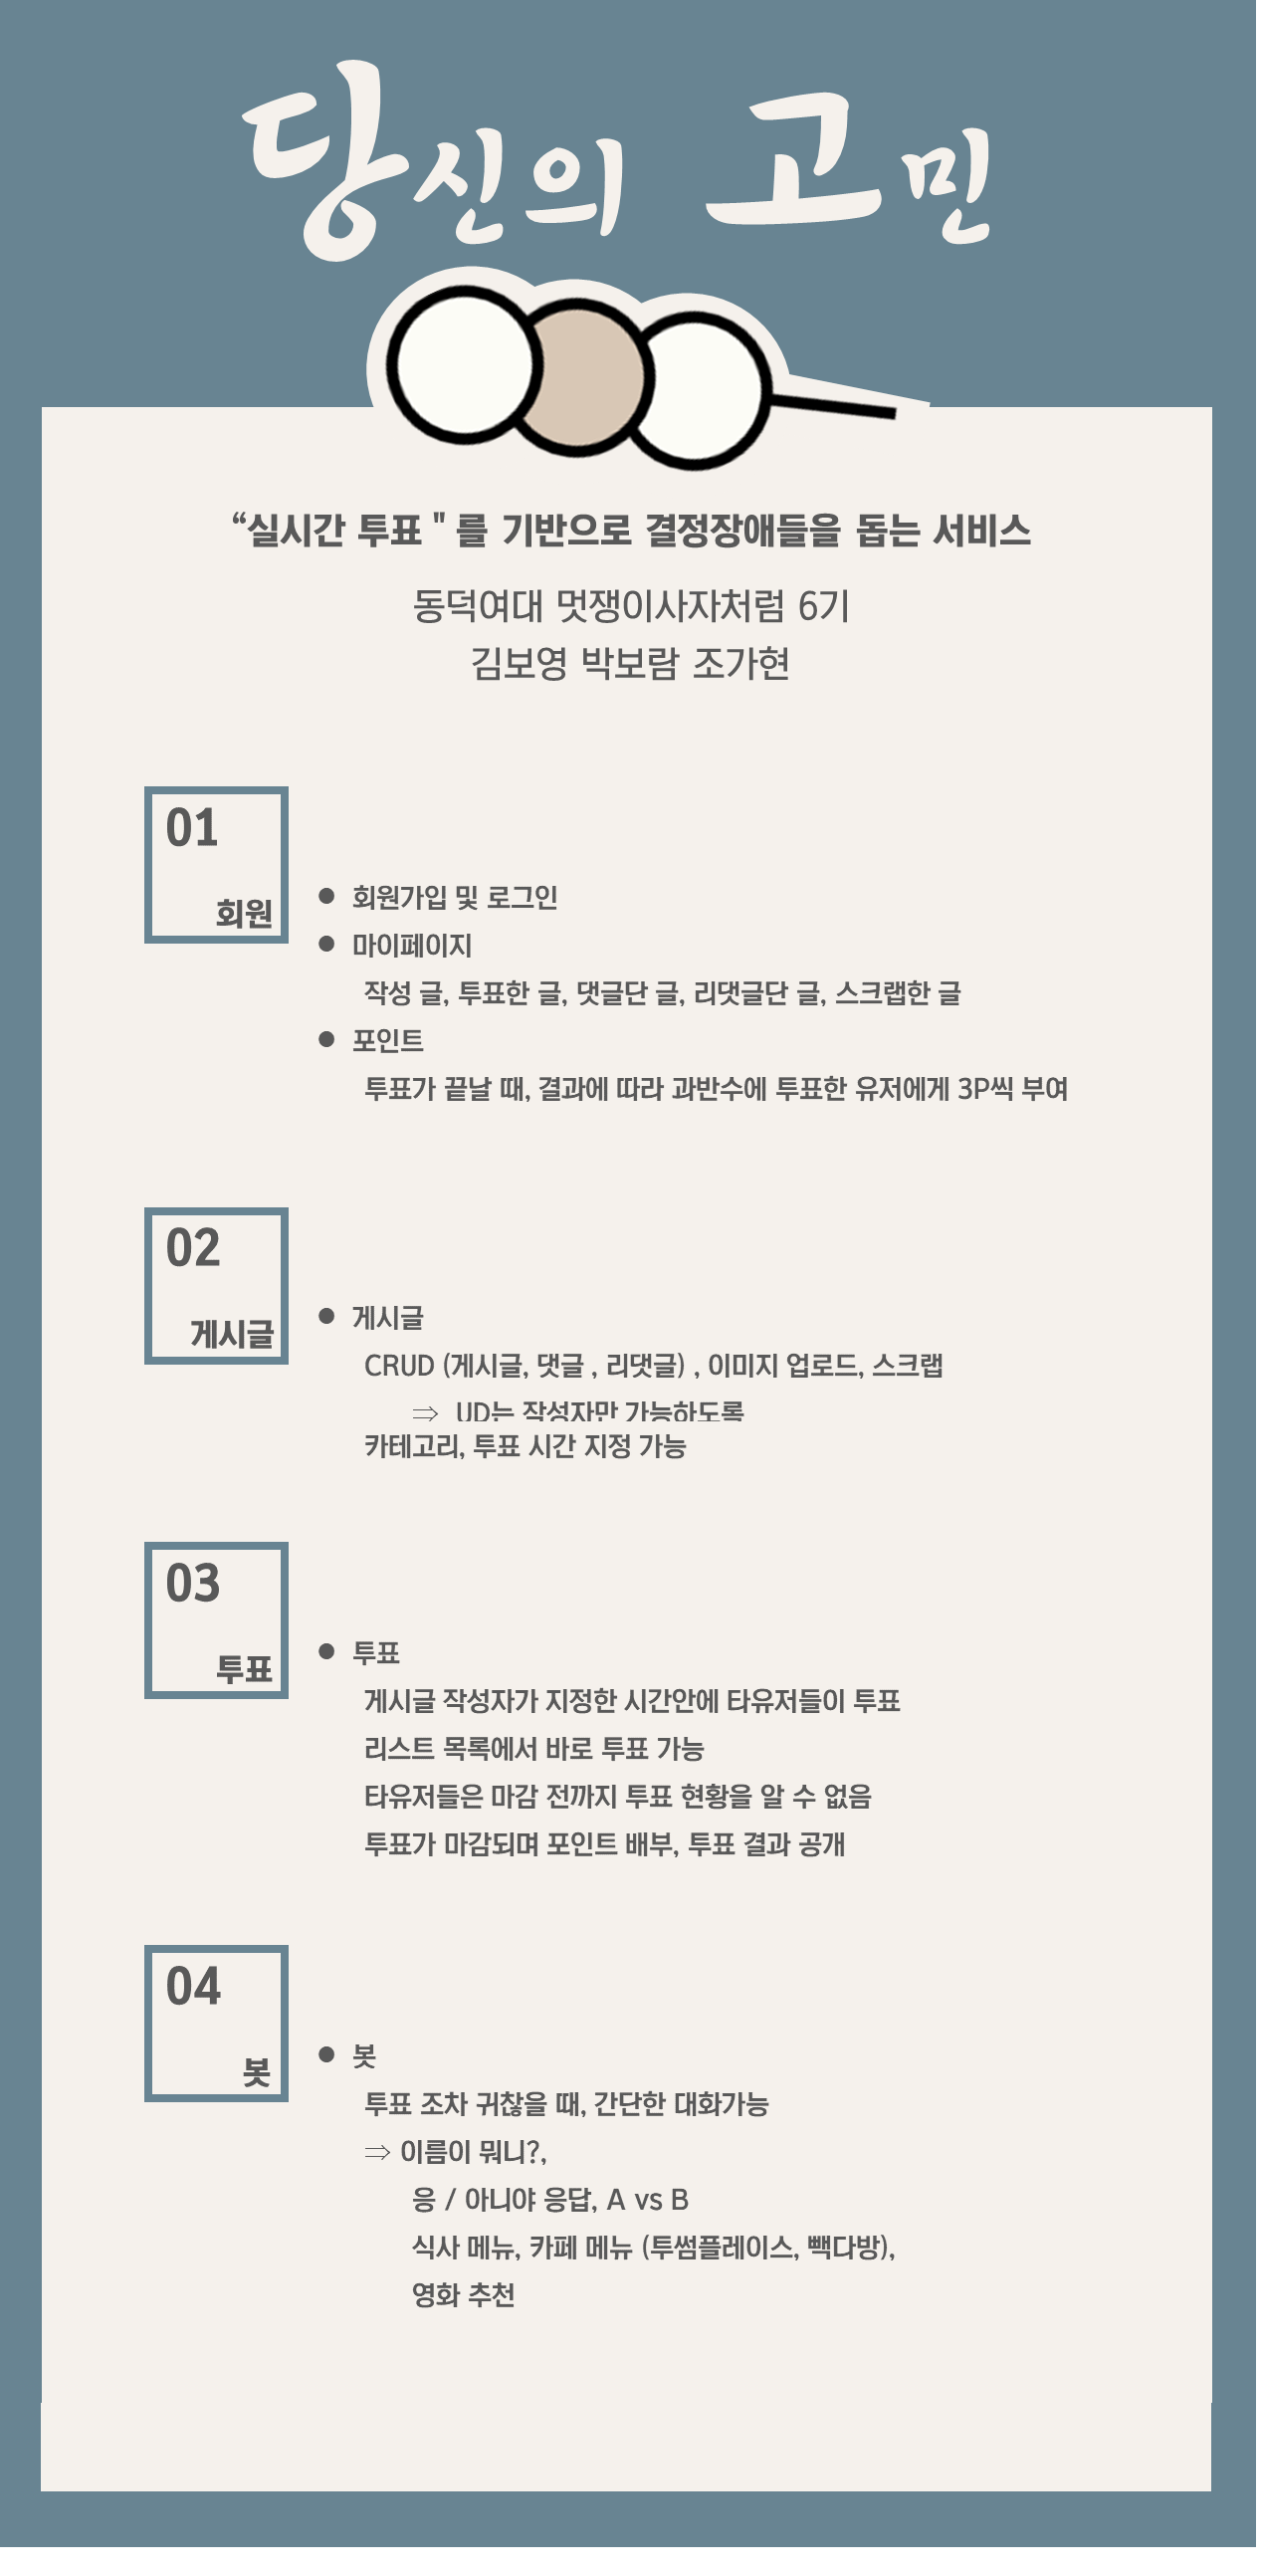 당신의 고민
“실시간 투표 " 를 기반으로 결정장애들을 돕는 서비스
동덕여대 멋쟁이사자처럼 6기
김보영 박보람 조가현
01
회원
● 회원가입 및 로그인
● 마이페이지
작성 글, 투표한 글, 댓글단 글, 리댓글단 글, 스크랩한 글
● 포인트
투표가 끝날 때, 결과에 따라 과반수에 투표한 유저에게 3P씩 부여
02
게시글
● 게시글
CRUD (게시글, 댓글 , 리댓글) , 이미지 업로드, 스크랩
⇒ UD는 작성자만 가능하도록
카테고리, 투표 시간 지정 가능
03
투표
● 투표
게시글 작성자가 지정한 시간안에 타유저들이 투표
리스트 목록에서 바로 투표 가능
타유저들은 마감 전까지 투표 현황을 알 수 없음
투표가 마감되며 포인트 배부, 투표 결과 공개
04
봇
● 봇
투표 조차 귀찮을 때, 간단한 대화가능
⇒ 이름이 뭐니?,
응 / 아니야 응답, A vs B
식사 메뉴, 카페 메뉴 (투썸플레이스, 빽다방),
영화 추천